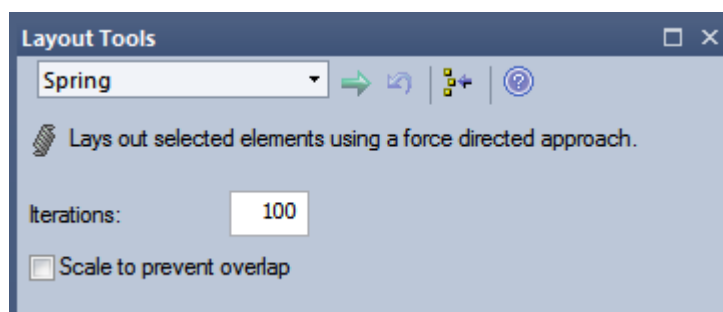 Layout Tools
Spring
Lays out selected elements using a force directed approach.
Iterations: 100
Scale to prevent overlap